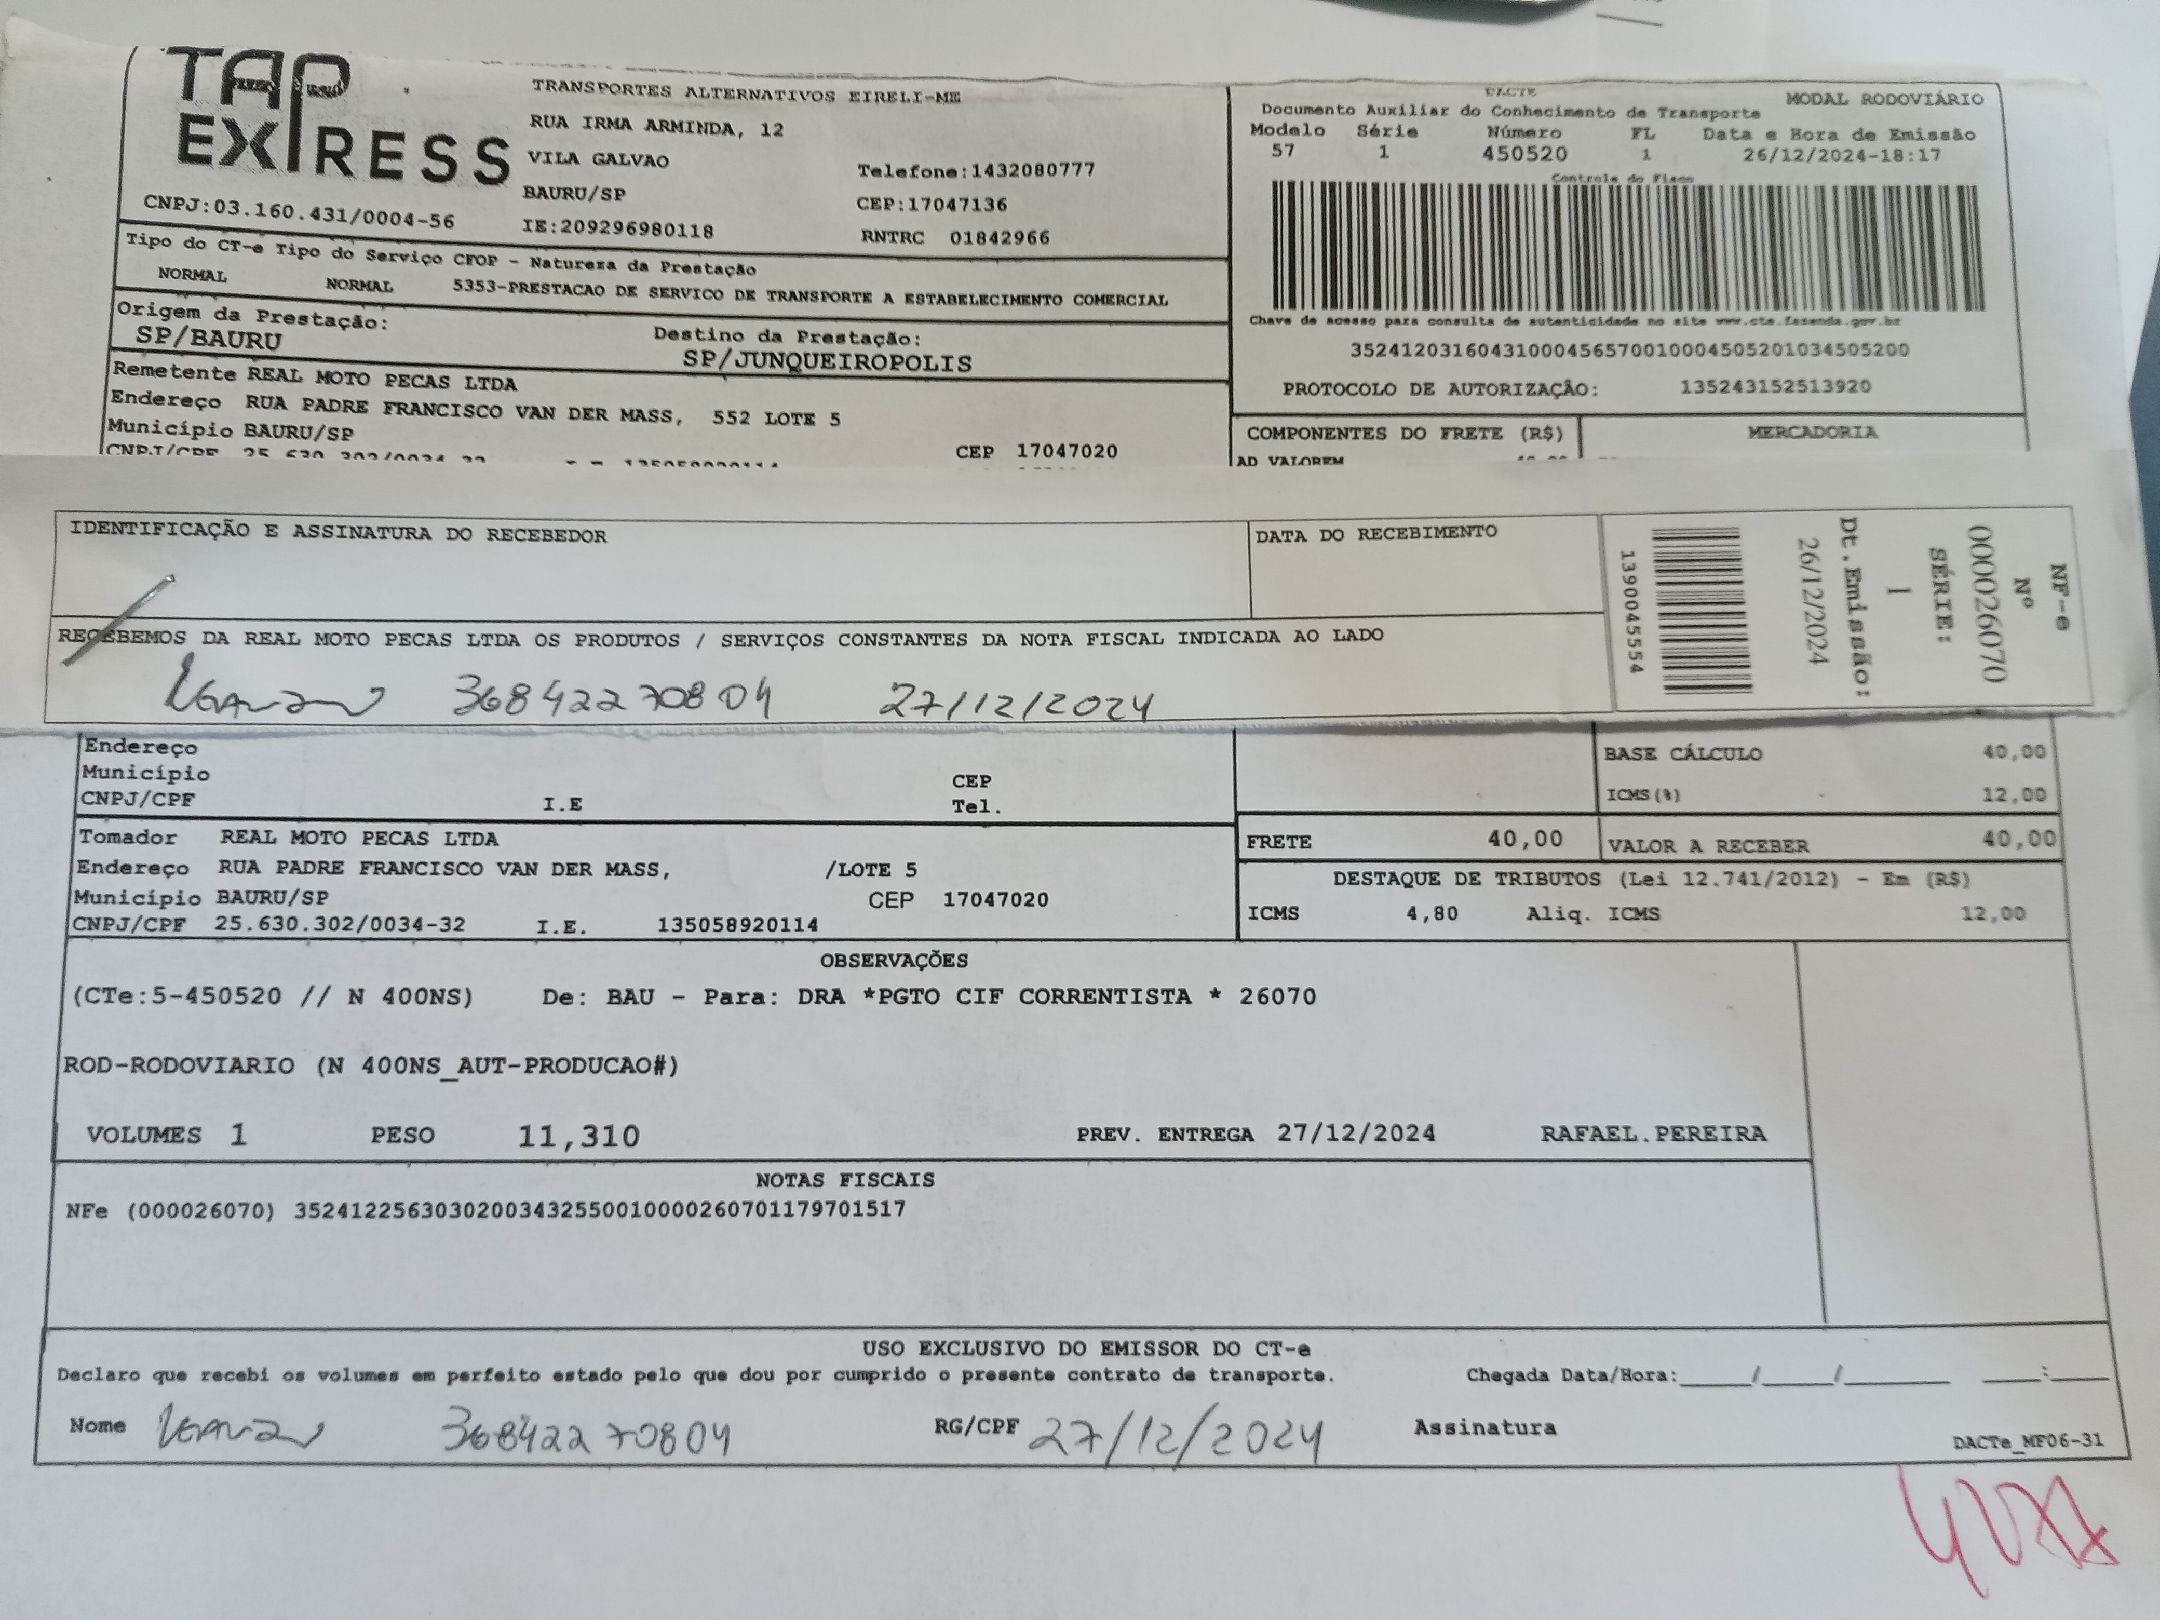 TAP
EXPRESS
CNPJ:03.160.431/0004-56
TRANSPORTES ALTERNATIVOS EIRELI-ME
RUA IRMA ARMINDA, 12
VILA GALVAO
BAURU/SP
IE:209296980118
Telefone:1432080777
CEP:17047136
RNTRC 01842966
DACTE
MODAL RODOVIÁRIO
Documento Auxiliar do Conhecimento de Transporte
Modelo Série Número FL Data e Hora de Emissão
57 1 450520 1 26/12/2024-18:17
Controle do Fisco
Chave de acesso para consulta de autenticidade no site www.cte.fazenda.gov.br
35241203160431000456570010004505201034505200
PROTOCOLO DE AUTORIZAÇÃO: 135243152513920
Tipo do CT-e Tipo do Serviço CFOP - Natureza da Prestação
NORMAL NORMAL 5353-PRESTACAO DE SERVICO DE TRANSPORTE A ESTABELECIMENTO COMERCIAL
Origem da Prestação: Destino da Prestação:
SP/BAURU SP/JUNQUEIROPOLIS
Remetente REAL MOTO PECAS LTDA
Endereço RUA PADRE FRANCISCO VAN DER MASS, 552 LOTE 5
Município BAURU/SP CEP 17047020
CNPJ/CPF 25.630.302/0034-32 135058920114
COMPONENTES DO FRETE (R$) MERCADORIA
AD VALOREM
IDENTIFICAÇÃO E ASSINATURA DO RECEBEDOR
DATA DO RECEBIMENTO
RECEBEMOS DA REAL MOTO PECAS LTDA OS PRODUTOS / SERVIÇOS CONSTANTES DA NOTA FISCAL INDICADA AO LADO
36842270804 27/12/2024
NF-e
Nº
000026070
SÉRIE:
1
Dt.Emissão:
26/12/2024
1390045554
Endereço
Município CEP
CNPJ/CPF I.E Tel.
BASE CÁLCULO 40,00
ICMS(%) 12,00
FRETE 40,00 VALOR A RECEBER 40,00
Tomador REAL MOTO PECAS LTDA
Endereço RUA PADRE FRANCISCO VAN DER MASS, /LOTE 5
Município BAURU/SP CEP 17047020
CNPJ/CPF 25.630.302/0034-32 I.E. 135058920114
DESTAQUE DE TRIBUTOS (Lei 12.741/2012) - Em (R$)
ICMS 4,80 Aliq. ICMS 12,00
OBSERVAÇÕES
(CTe:5-450520 // N 400NS) De: BAU - Para: DRA *PGTO CIF CORRENTISTA * 26070
ROD-RODOVIARIO (N 400NS_AUT-PRODUCAO#)
VOLUMES 1 PESO 11,310 PREV. ENTREGA 27/12/2024 RAFAEL.PEREIRA
NOTAS FISCAIS
NFe (000026070) 35241225630302003432550010000260701179701517
USO EXCLUSIVO DO EMISSOR DO CT-e
Declaro que recebi os volumes em perfeito estado pelo que dou por cumprido o presente contrato de transporte. Chegada Data/Hora:____/____/______ ___:___
Nome 36842270804 RG/CPF 27/12/2024 Assinatura
DACTe_MF06-31